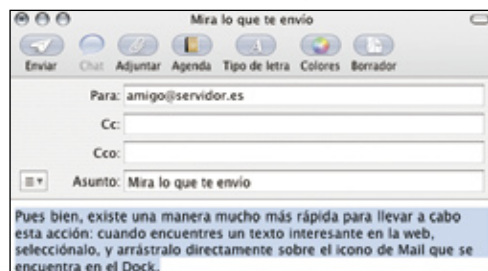 Mira lo que te envío
Enviar Chat Adjuntar Agenda Tipo de letra Colores Borrador
Para: amigo@servidor.es
Cc:
Cco:
Asunto: Mira lo que te envío
Pues bien, existe una manera mucho más rápida para llevar a cabo
esta acción: cuando encuentres un texto interesante en la web,
selecciónalo, y arrástralo directamente sobre el icono de Mail que se
encuentra en el Dock.